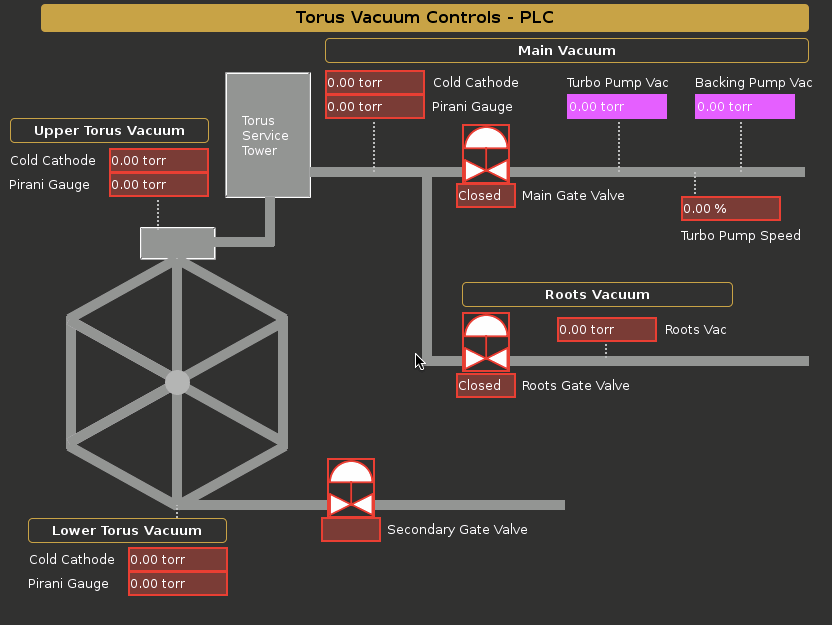 Torus Vacuum Controls - PLC
Main Vacuum
0.00 torr Cold Cathode
0.00 torr Pirani Gauge
Turbo Pump Vac
0.00 torr
Backing Pump Vac
0.00 torr
Torus
Service
Tower
Upper Torus Vacuum
Cold Cathode 0.00 torr
Pirani Gauge 0.00 torr
Closed Main Gate Valve
0.00 %
Turbo Pump Speed
Roots Vacuum
0.00 torr Roots Vac
Closed Roots Gate Valve
Secondary Gate Valve
Lower Torus Vacuum
Cold Cathode 0.00 torr
Pirani Gauge 0.00 torr